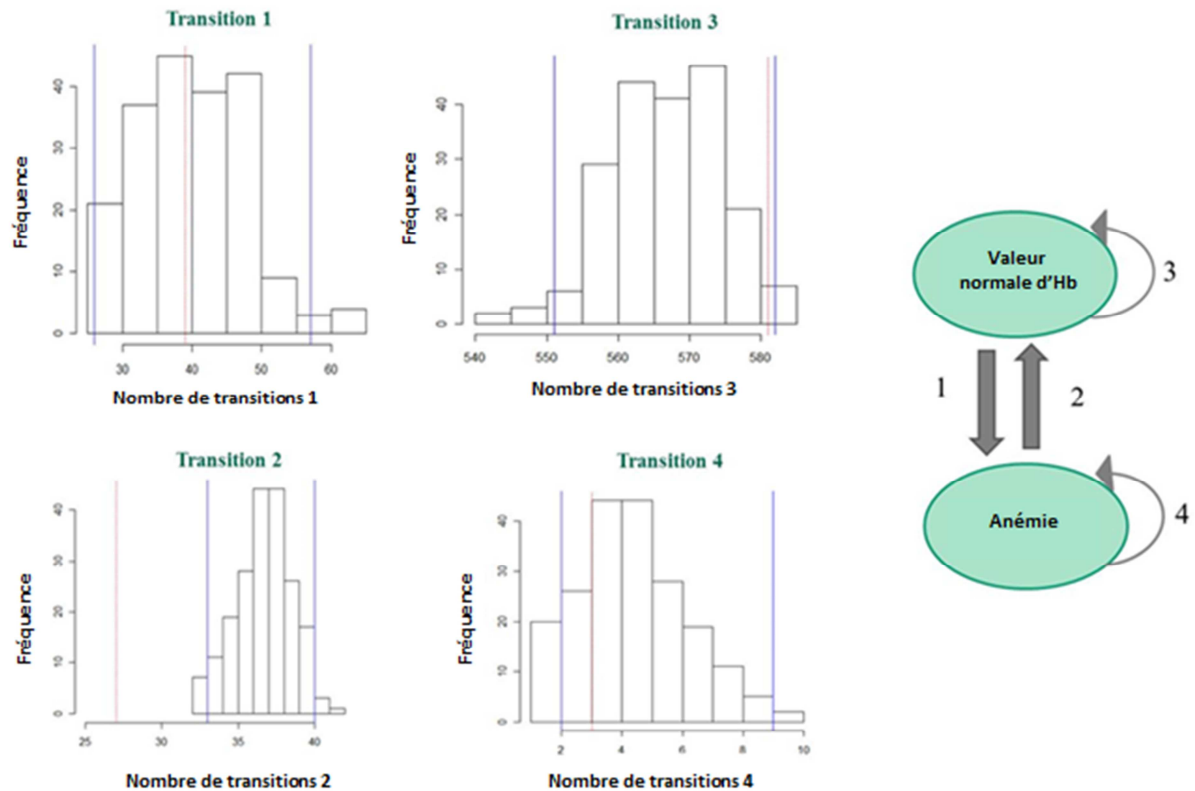 Transition 1
40
30
20
10
0
Fréquence
30 40 50 60
Nombre de transitions 1
Transition 3
40
30
20
10
0
Fréquence
540 550 560 570 580
Nombre de transitions 3
Transition 2
40
30
20
10
0
Fréquence
25 30 35 40
Nombre de transitions 2
Transition 4
40
30
20
10
0
Fréquence
2 4 6 8 10
Nombre de transitions 4
Valeur
normale d'Hb
3
1
2
Anémie
4